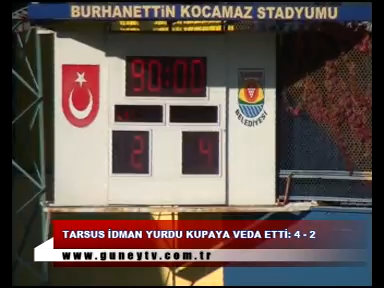 BURHANETTİN KOCAMAZ STADYUMU
90:00
BELEDİYESİ
2 4
TARSUS İDMAN YURDU KUPAYA VEDA ETTİ: 4 - 2
www.guneytv.com.tr